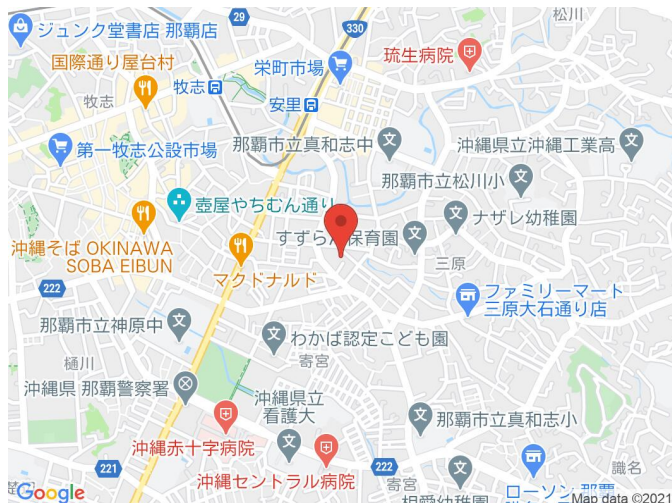 ジュンク堂書店 那覇店
29
330
松川
国際通り屋台村
栄町市場
琉生病院
牧志
牧志
安里
那覇市立真和志中
沖縄県立沖縄工業高
第一牧志公設市場
那覇市立松川小
壺屋やちむん通り
ナザレ幼稚園
すずらん保育園
沖縄そば OKINAWA
SOBA EIBUN
三原
マクドナルド
222
ファミリーマート
三原大石通り店
那覇市立神原中
わかば認定こども園
寄宮
樋川
沖縄県 那覇警察署
沖縄県立
看護大
那覇市立真和志小
沖縄赤十字病院
識名
221
沖縄セントラル病院
222
寄宮
ローソン 那覇
相愛幼稚園
Google
Map data ©2021